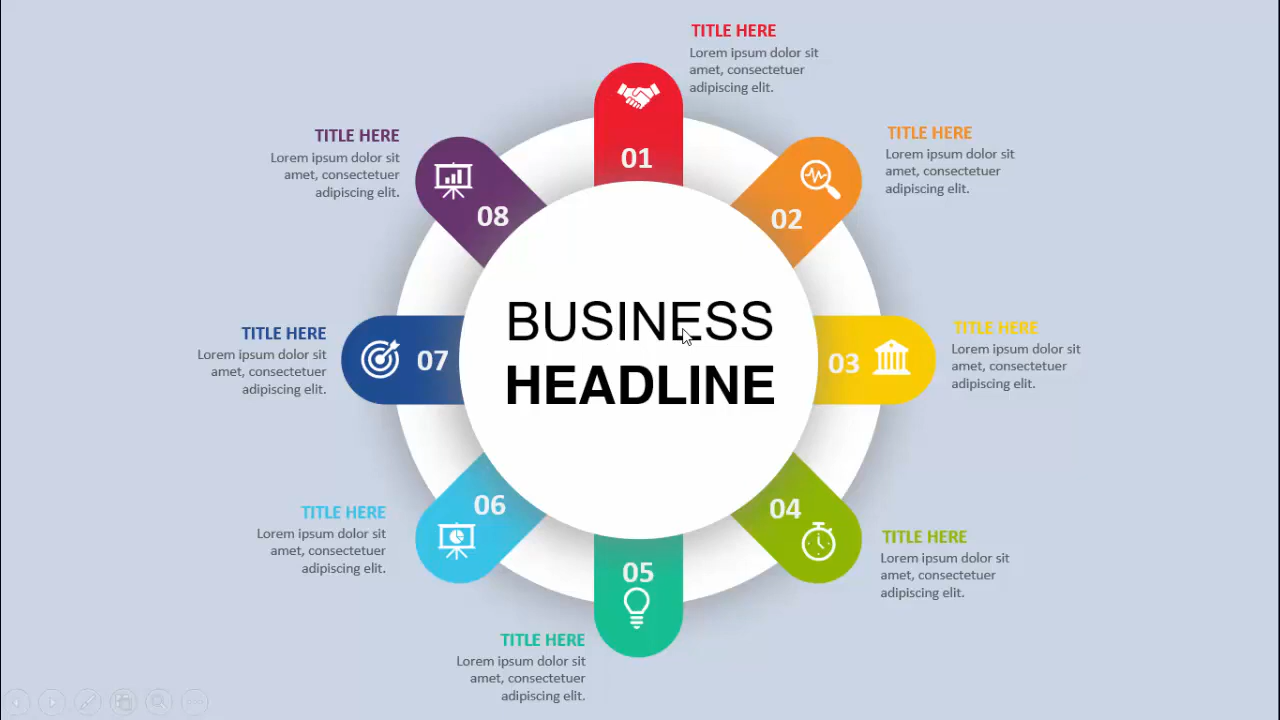 TITLE HERE
Lorem ipsum dolor sit
amet, consectetuer
adipiscing elit.
01
TITLE HERE
Lorem ipsum dolor sit
amet, consectetuer
adipiscing elit.
02
TITLE HERE
Lorem ipsum dolor sit
amet, consectetuer
adipiscing elit.
03
TITLE HERE
Lorem ipsum dolor sit
amet, consectetuer
adipiscing elit.
04
TITLE HERE
Lorem ipsum dolor sit
amet, consectetuer
adipiscing elit.
05
TITLE HERE
Lorem ipsum dolor sit
amet, consectetuer
adipiscing elit.
06
TITLE HERE
Lorem ipsum dolor sit
amet, consectetuer
adipiscing elit.
07
TITLE HERE
Lorem ipsum dolor sit
amet, consectetuer
adipiscing elit.
08
BUSINESS
HEADLINE